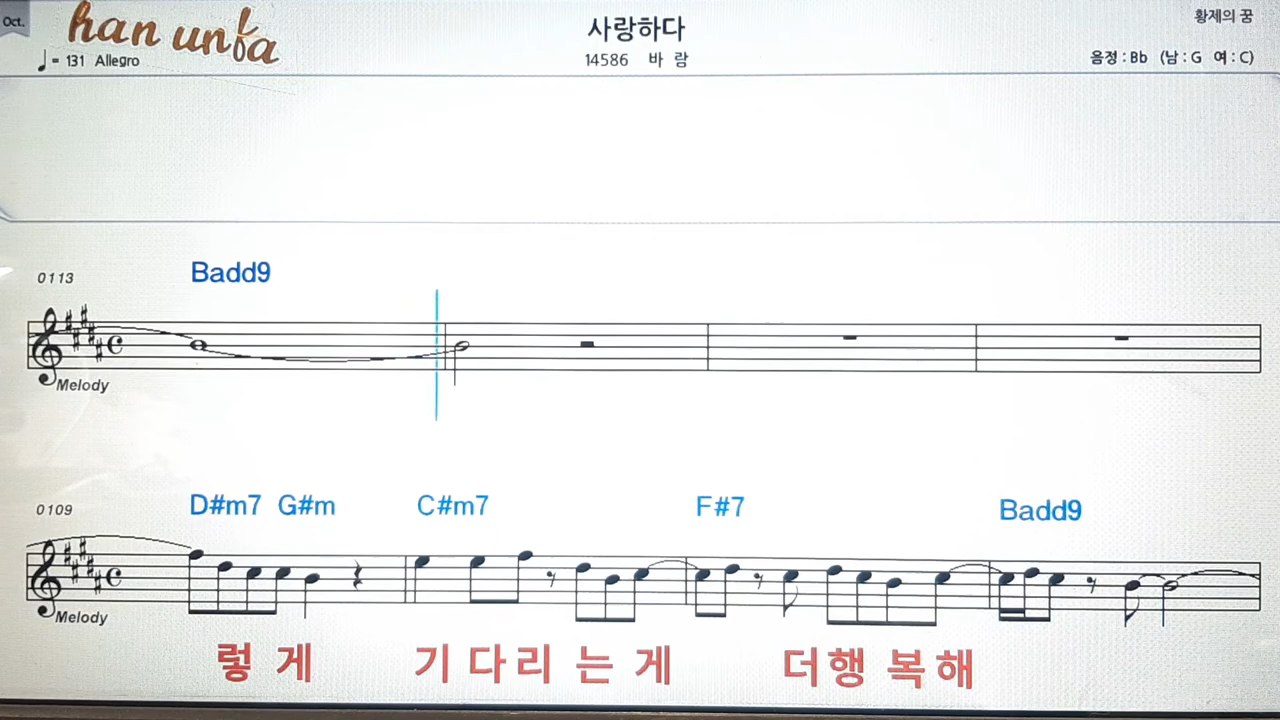 Oct.
han unfa
사랑하다
황제의 꿈
♩= 131 Allegro
14586 바 람
음정 : Bb (남 : G 여 : C)
0113
Badd9
Melody
0109
D#m7 G#m C#m7 F#7 Badd9
Melody
렇 게 기 다 리 는 게 더 행 복 해